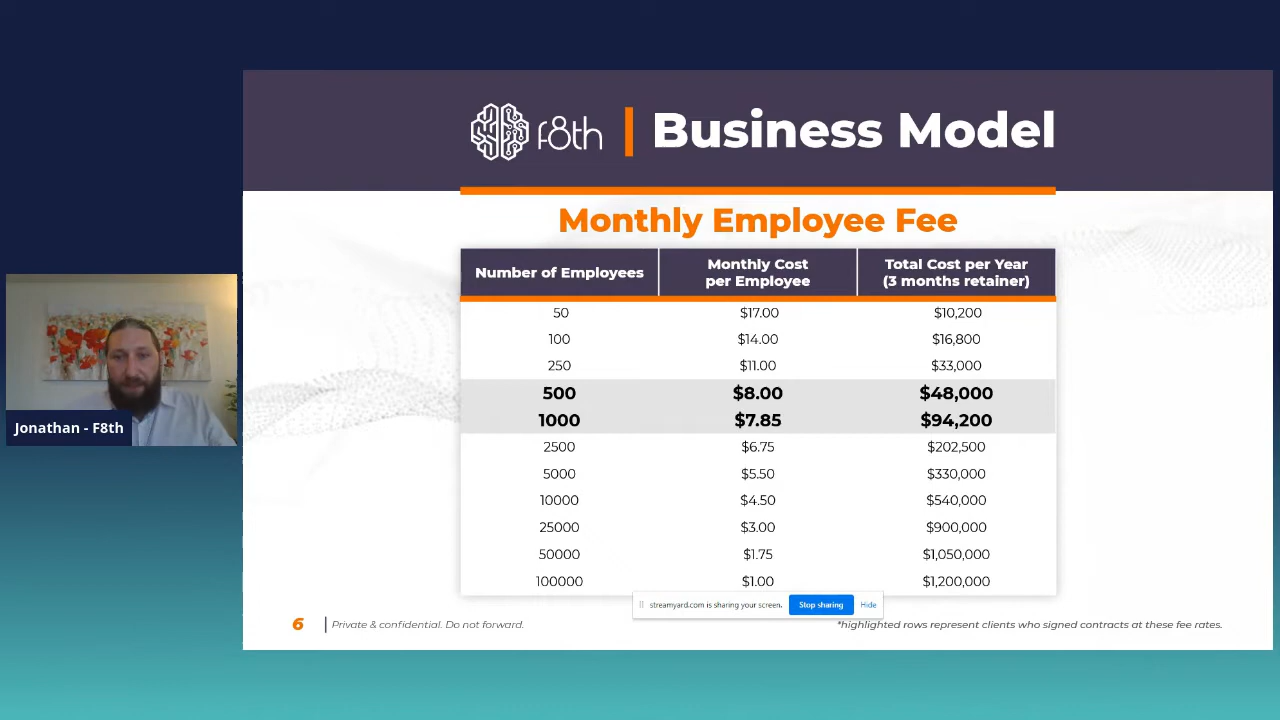 f8th | Business Model
Monthly Employee Fee
Number of Employees
Monthly Cost
per Employee
Total Cost per Year
(3 months retainer)
50 $17.00 $10,200
100 $14.00 $16,800
250 $11.00 $33,000
500 $8.00 $48,000
1000 $7.85 $94,200
2500 $6.75 $202,500
5000 $5.50 $330,000
10000 $4.50 $540,000
25000 $3.00 $900,000
50000 $1.75 $1,050,000
100000 $1.00 $1,200,000
Jonathan - F8th
streamyard.com is sharing your screen. Stop sharing Hide
6 | Private & confidential. Do not forward.
*highlighted rows represent clients who signed contracts at these fee rates.